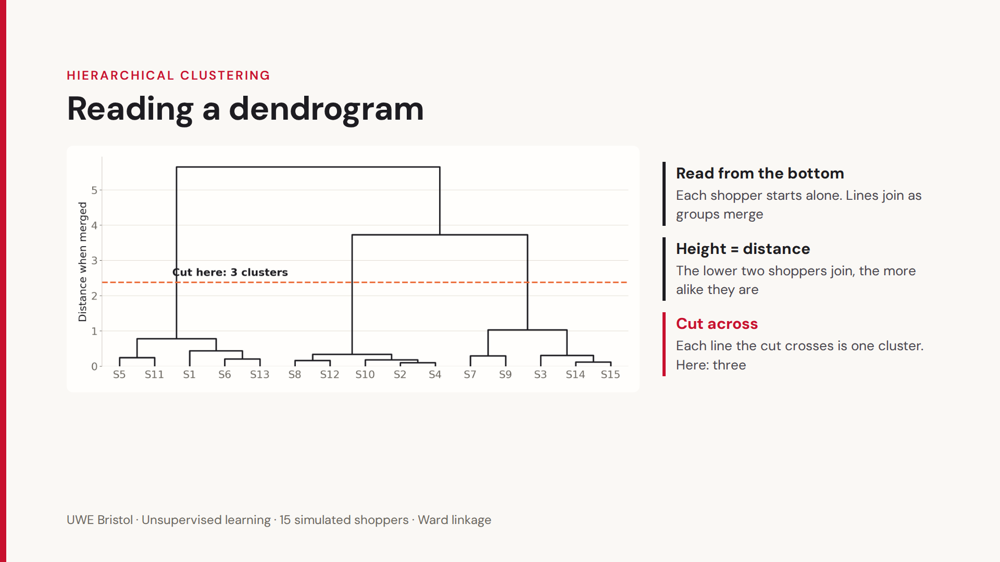 HIERARCHICAL CLUSTERING
Reading a dendrogram
Distance when merged
5
4
3
2
1
0
Cut here: 3 clusters
S5 S11 S1 S6 S13 S8 S12 S10 S2 S4 S7 S9 S3 S14 S15
Read from the bottom
Each shopper starts alone. Lines join as
groups merge
Height = distance
The lower two shoppers join, the more
alike they are
Cut across
Each line the cut crosses is one cluster.
Here: three
UWE Bristol · Unsupervised learning · 15 simulated shoppers · Ward linkage